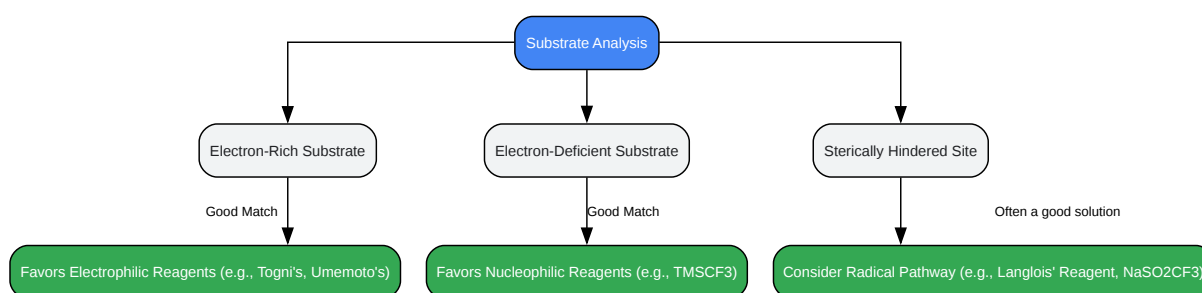 Substrate Analysis
Electron-Rich Substrate
Electron-Deficient Substrate
Sterically Hindered Site
Good Match
Good Match
Often a good solution
Favors Electrophilic Reagents (e.g., Togni's, Umemoto's)
Favors Nucleophilic Reagents (e.g., TMSCF3)
Consider Radical Pathway (e.g., Langlois' Reagent, NaSO2CF3)